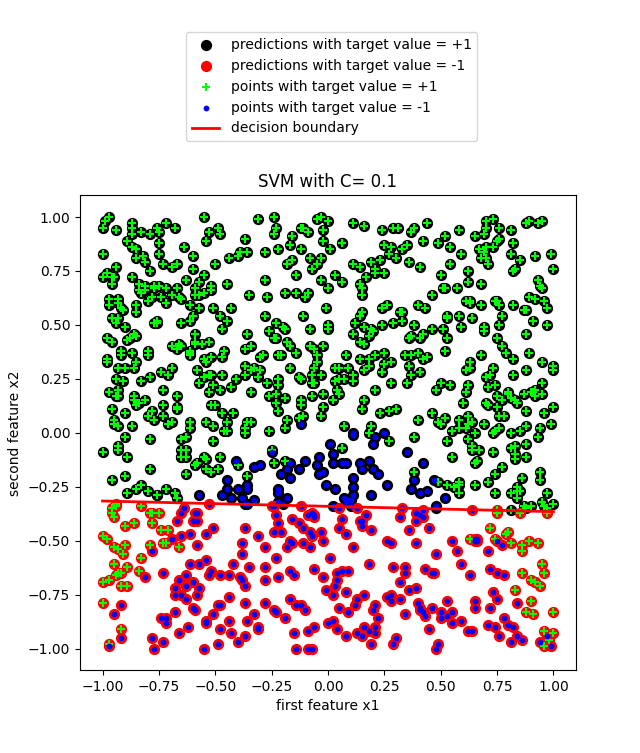 predictions with target value = +1
predictions with target value = -1
points with target value = +1
points with target value = -1
decision boundary
SVM with C= 0.1
second feature x2
1.00
0.75
0.50
0.25
0.00
−0.25
−0.50
−0.75
−1.00
−1.00 −0.75 −0.50 −0.25 0.00 0.25 0.50 0.75 1.00
first feature x1